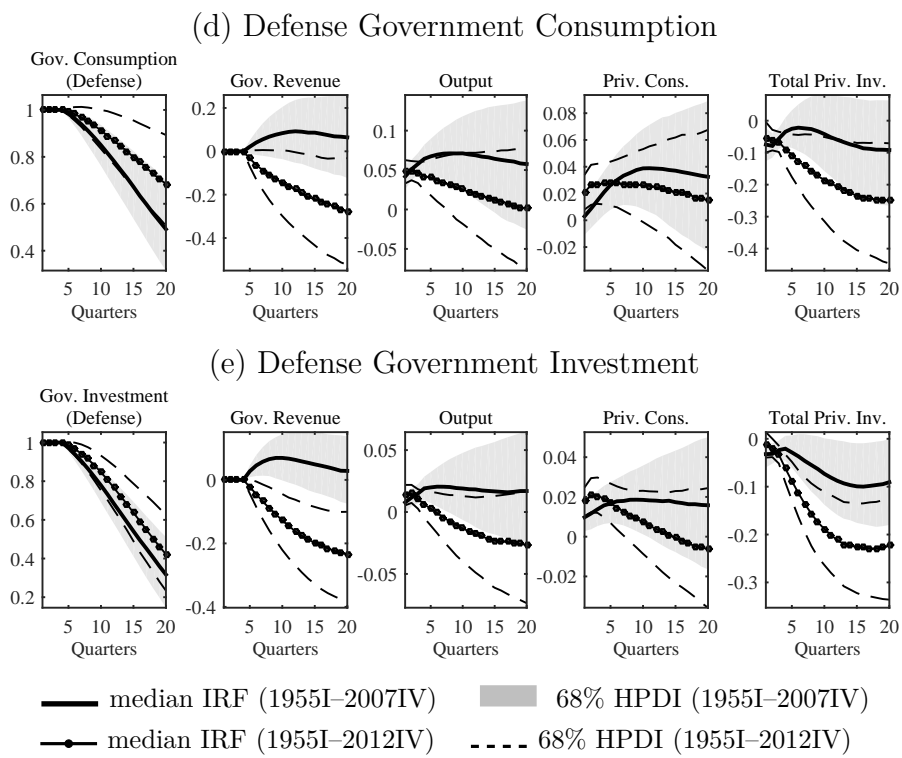 (d) Defense Government Consumption
Gov. Consumption
(Defense)
Gov. Revenue
Output
Priv. Cons.
Total Priv. Inv.
1
0.8
0.6
0.4
0.2
0
-0.2
-0.4
0.1
0.05
0
-0.05
0.08
0.06
0.04
0.02
0
-0.02
0
-0.1
-0.2
-0.3
-0.4
5 10 15 20
5 10 15 20
5 10 15 20
5 10 15 20
5 10 15 20
Quarters
Quarters
Quarters
Quarters
Quarters
(e) Defense Government Investment
Gov. Investment
(Defense)
Gov. Revenue
Output
Priv. Cons.
Total Priv. Inv.
1
0.8
0.6
0.4
0.2
0
-0.2
-0.4
0.05
0
-0.05
0.04
0.02
0
-0.02
0
-0.1
-0.2
-0.3
5 10 15 20
5 10 15 20
5 10 15 20
5 10 15 20
5 10 15 20
Quarters
Quarters
Quarters
Quarters
Quarters
median IRF (1955I–2007IV)
68% HPDI (1955I–2007IV)
median IRF (1955I–2012IV)
68% HPDI (1955I–2012IV)